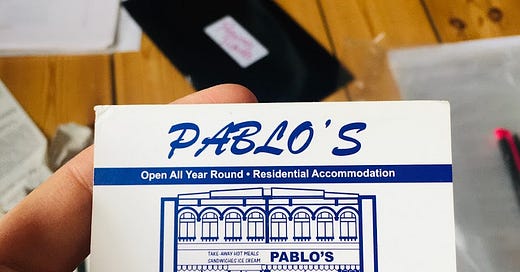 PABLO'S
Open All Year Round • Residential Accommodation
TAKE-AWAY HOT MEALS
SANDWICHES ICE CREAM
PABLO'S